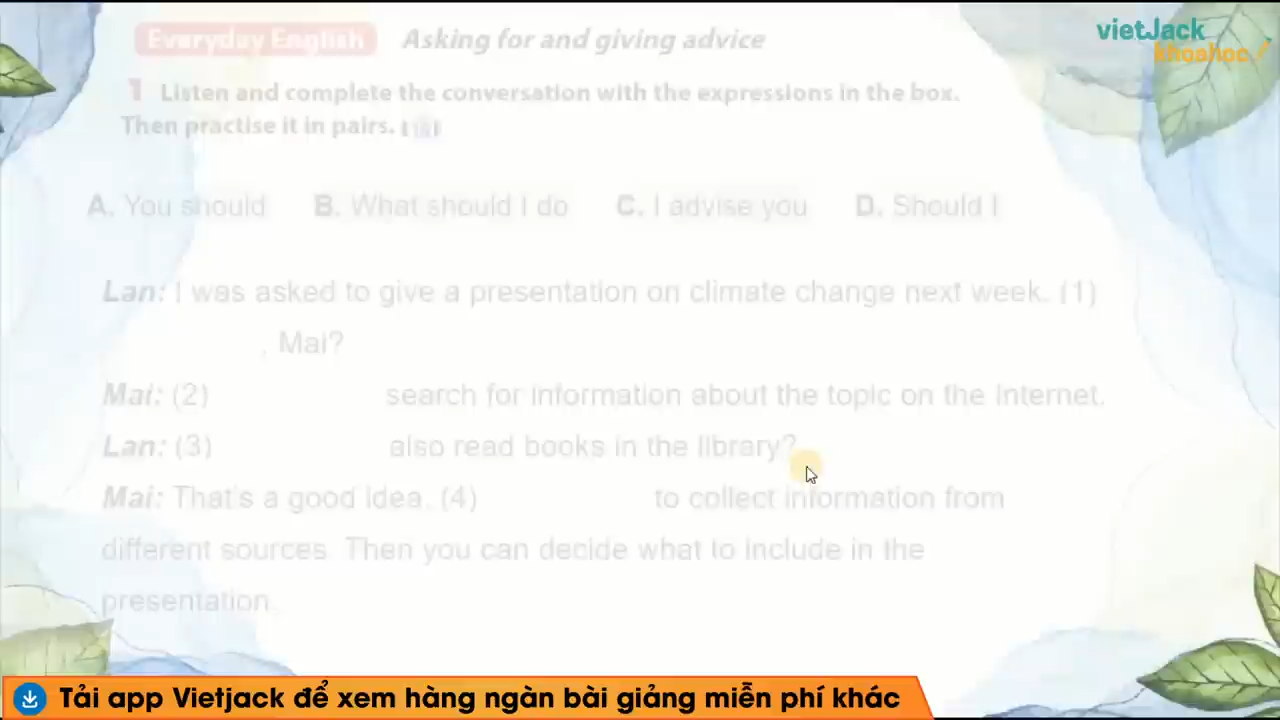 vietJack
khoahoc
Everyday English Asking for and giving advice
1 Listen and complete the conversation with the expressions in the box.
Then practise it in pairs.
A. You should B. What should I do C. I advise you D. Should I
Lan: I was asked to give a presentation on climate change next week. (1)
, Mai?
Mai: (2) search for information about the topic on the Internet.
Lan: (3) also read books in the library?
Mai: That's a good idea. (4) to collect information from
different sources. Then you can decide what to include in the
presentation.
Tải app Vietjack để xem hàng ngàn bài giảng miễn phí khác